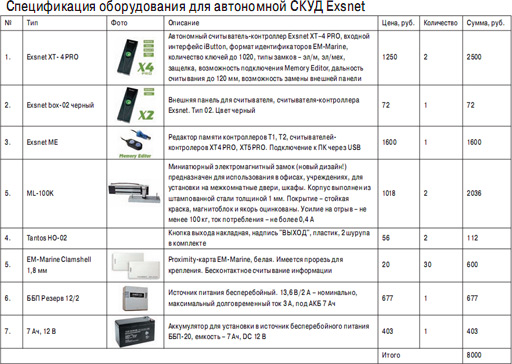 Спецификация оборудования для автономной СКУД Exsnet
№ Тип Фото Описание Цена, руб. Количество Сумма, руб.
1. Exsnet XT- 4 PRO X4 PRO Автономный считыватель-контроллер Exsnet XT-4 PRO, входной 1250 2 2500
интерфейс iButton, формат идентификаторов EM-Marine,
количество ключей до 1020, типы замков – эл/м, эл/мех,
защелка, возможность подключения Memory Editor, дальность
считывания до 120 мм, возможность замены внешней панели
2. Exsnet box-02 черный X2 Внешняя панель для считывателя, считывателя-контроллера 72 1 72
Exsnet. Тип 02. Цвет черный
3. Exsnet ME Memory Editor Редактор памяти контроллеров T1, T2, считывателей- 1600 1 1600
контролеров XT4 PRO, XT5 PRO. Подключение к ПК через USB
5. ML-100K Миниатюрный электромагнитный замок (новый дизайн!) 1018 2 2036
предназначен для использования в офисах, учреждениях, для
установки на межкомнатные двери, шкафы. Корпус выполнен из
штампованной стали толщиной 1 мм. Покрытие – стойкая
краска, магнитоблок и якорь оцинкованы. Усилие на отрыв – не
менее 100 кг, ток потребления – не более 0,4 А
4. Tantos HO-02 Кнопка выхода накладная, надпись "ВЫХОД", пластик, 2 шурупа 56 2 112
в комплекте
5. EM-Marine Clamshell Proximity-карта EM-Marine, белая. Имеется прорезь для 20 30 600
1,8 мм крепления. Бесконтактное считывание информации
6. ББП Резерв 12/2 Источник питания бесперебойный. 13,6 В/2 А – номинально, 677 1 677
максимальный долговременный ток 3 А, под АКБ 7 Ач
7. 7 Ач, 12 В Аккумулятор для установки в источник бесперебойного питания 403 1 403
ББП-20, емкость – 7 Ач, DC 12 В
Итого 8000